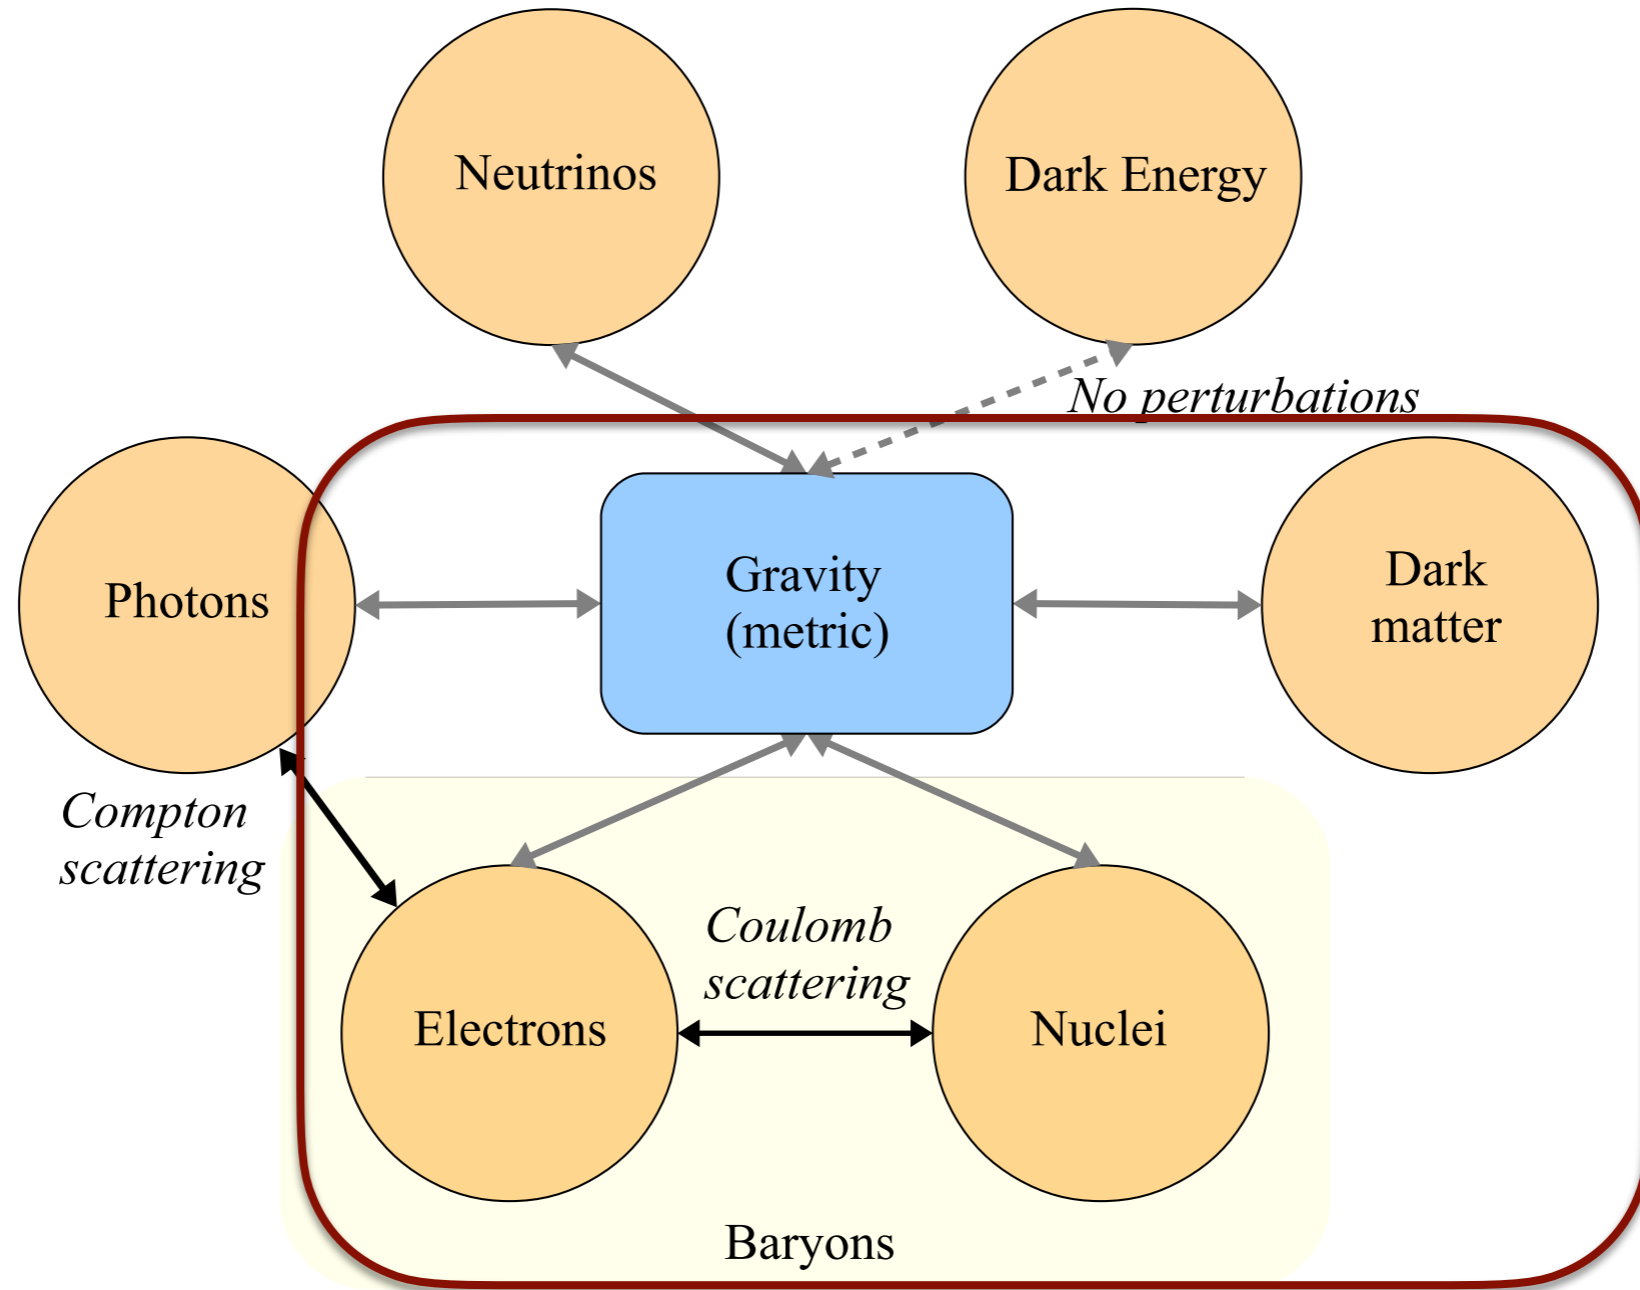 Neutrinos
Dark Energy
No perturbations
Photons
Gravity
(metric)
Dark
matter
Compton
scattering
Coulomb
scattering
Electrons
Nuclei
Baryons